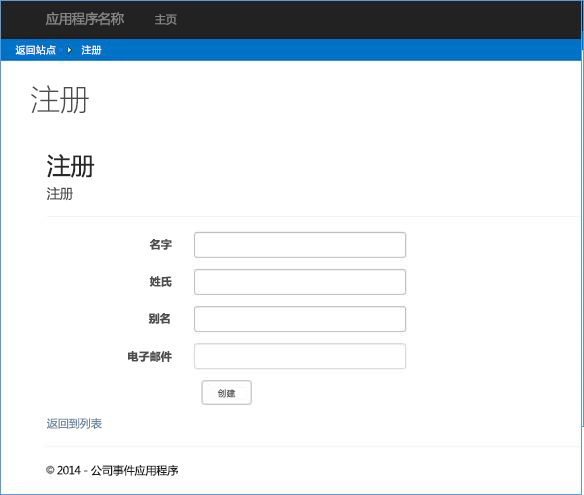 应用程序名称 主页
返回站点 注册
注册
注册
注册
名字
姓氏
别名
电子邮件
创建
返回到列表
© 2014 - 公司事件应用程序